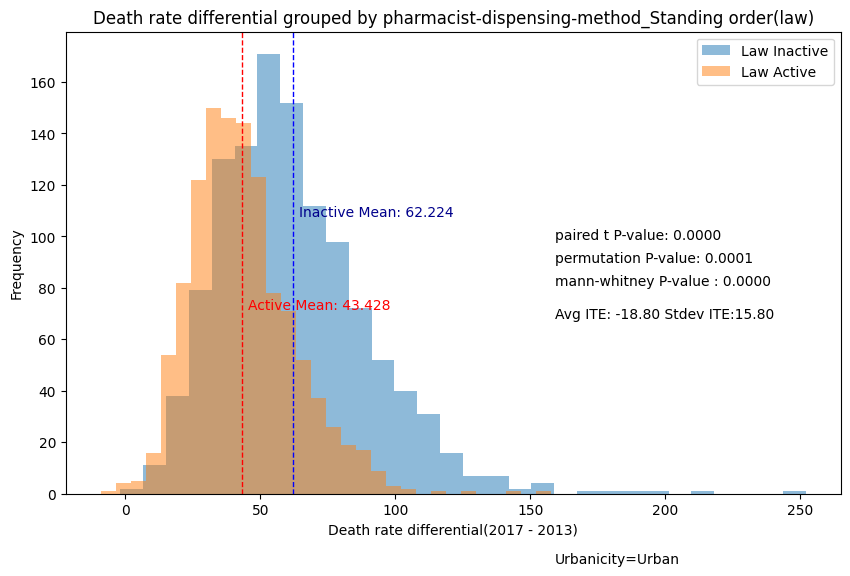 Death rate differential grouped by pharmacist-dispensing-method_Standing order(law)
Law Inactive
Law Active
160
140
120
100
80
60
40
20
0
Frequency
Inactive Mean: 62.224
Active Mean: 43.428
paired t P-value: 0.0000
permutation P-value: 0.0001
mann-whitney P-value : 0.0000
Avg ITE: -18.80 Stdev ITE:15.80
0 50 100 150 200 250
Death rate differential(2017 - 2013)
Urbanicity=Urban